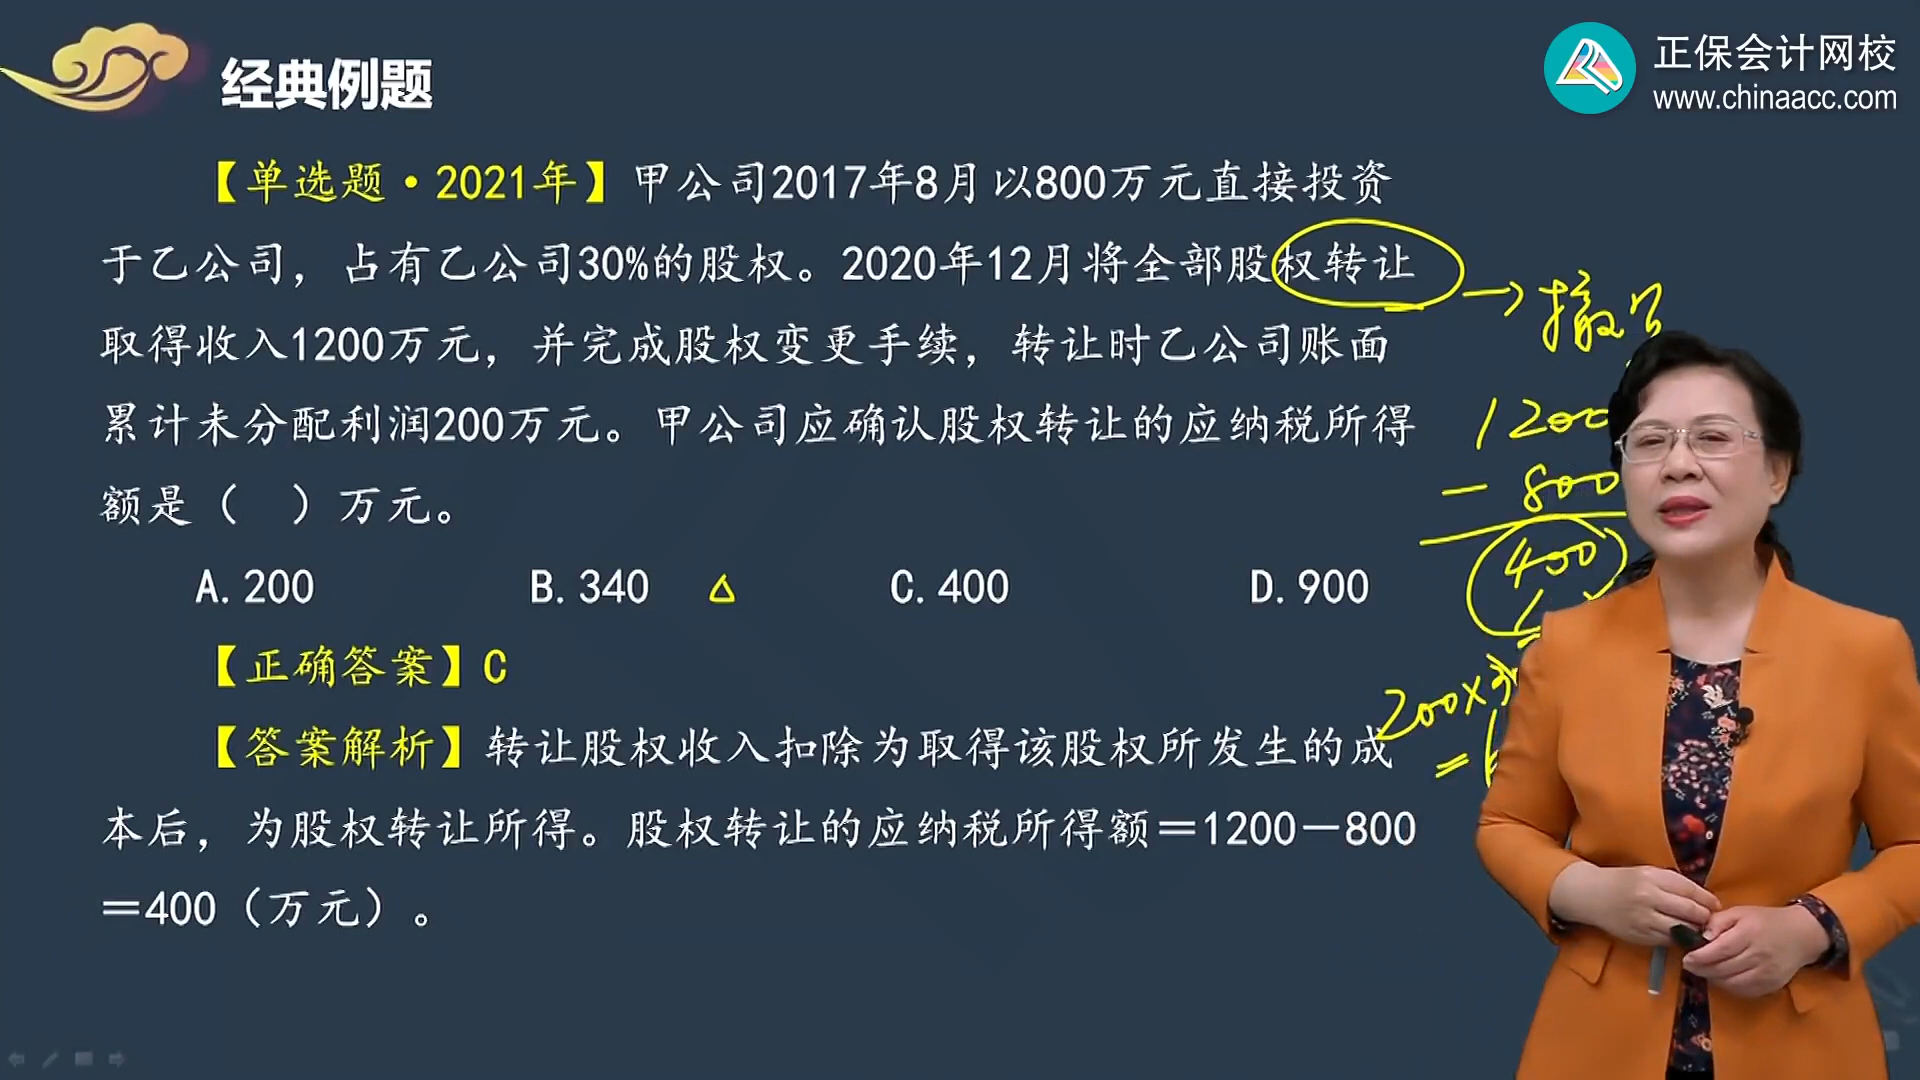 经典例题
正保会计网校
www.chinaacc.com
【单选题·2021年】甲公司2017年8月以800万元直接投资
于乙公司，占有乙公司30%的股权。2020年12月将全部股权转让
取得收入1200万元，并完成股权变更手续，转让时乙公司账面
累计未分配利润200万元。甲公司应确认股权转让的应纳税所得
额是（ ）万元。
A.200 B.340 C.400 D.900
【正确答案】C
【答案解析】转让股权收入扣除为取得该股权所发生的成
本后，为股权转让所得。股权转让的应纳税所得额＝1200－800
＝400（万元）。
→撤
1200
- 800
400
200×
=